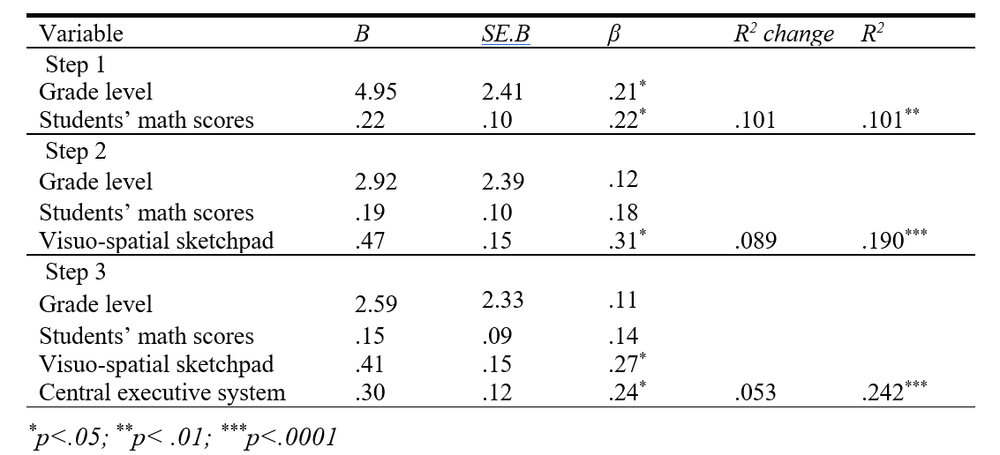 Variable B SE.B β R² change R²
Step 1
Grade level 4.95 2.41 .21*
Students’ math scores .22 .10 .22* .101 .101**
Step 2
Grade level 2.92 2.39 .12
Students’ math scores .19 .10 .18
Visuo-spatial sketchpad .47 .15 .31* .089 .190***
Step 3
Grade level 2.59 2.33 .11
Students’ math scores .15 .09 .14
Visuo-spatial sketchpad .41 .15 .27*
Central executive system .30 .12 .24* .053 .242***
*p<.05; **p< .01; ***p<.0001